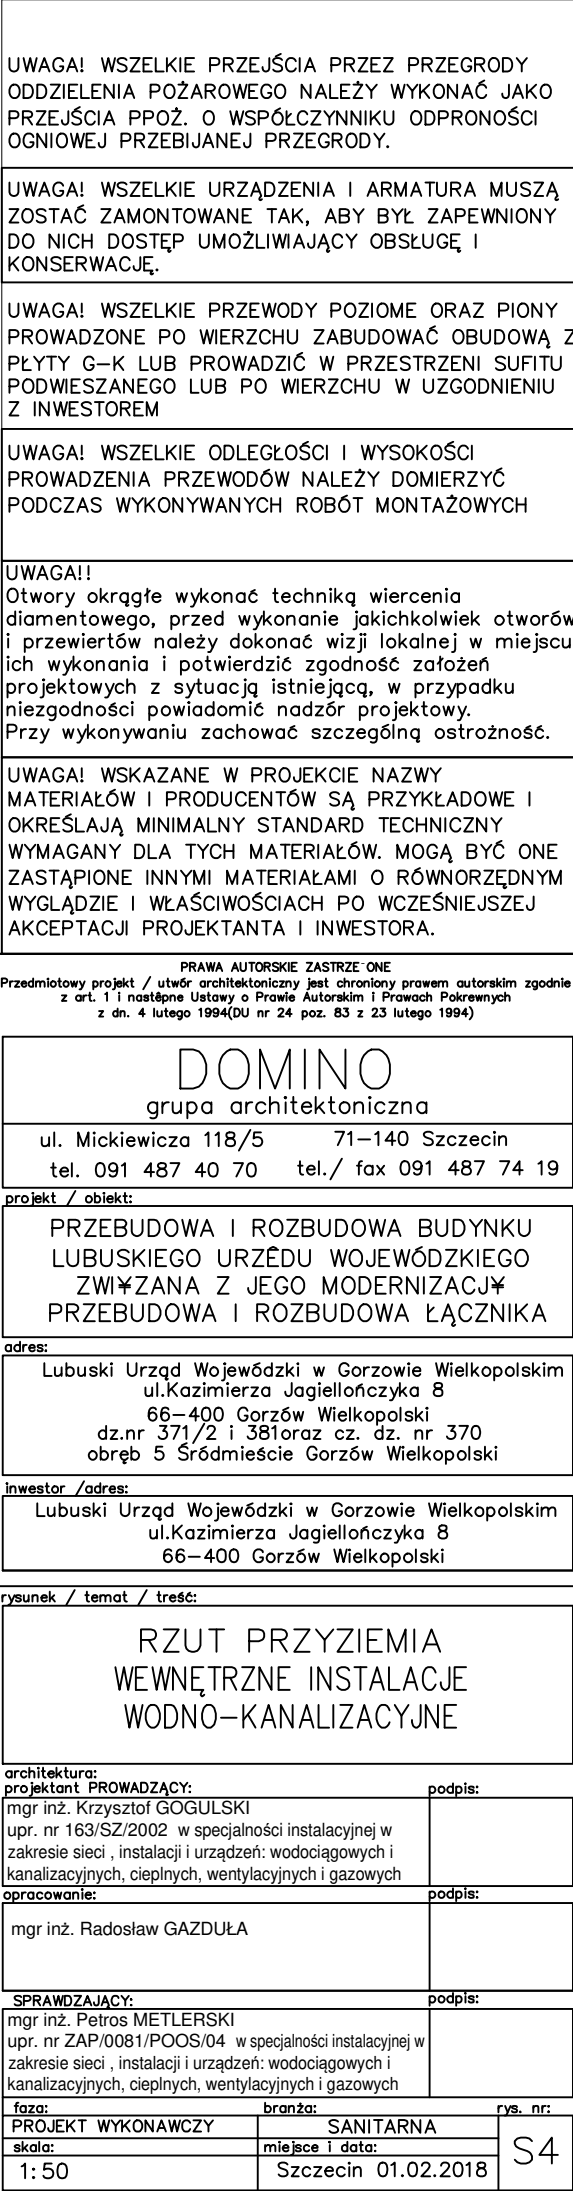 UWAGA! WSZELKIE PRZEJŚCIA PRZEZ PRZEGRODY
ODDZIELENIA POŻAROWEGO NALEŻY WYKONAĆ JAKO
PRZEJŚCIA PPOŻ. O WSPÓŁCZYNNIKU ODPRONOŚCI
OGNIOWEJ PRZEBIJANEJ PRZEGRODY.
UWAGA! WSZELKIE URZĄDZENIA I ARMATURA MUSZĄ
ZOSTAĆ ZAMONTOWANE TAK, ABY BYŁ ZAPEWNIONY
DO NICH DOSTĘP UMOŻLIWIAJĄCY OBSŁUGĘ I
KONSERWACJĘ.
UWAGA! WSZELKIE PRZEWODY POZIOME ORAZ PIONY
PROWADZONE PO WIERZCHU ZABUDOWAĆ OBUDOWĄ Z
PŁYTY G–K LUB PROWADZIĆ W PRZESTRZENI SUFITU
PODWIESZANEGO LUB PO WIERZCHU W UZGODNIENIU
Z INWESTOREM
UWAGA! WSZELKIE ODLEGŁOŚCI I WYSOKOŚCI
PROWADZENIA PRZEWODÓW NALEŻY DOMIERZYĆ
PODCZAS WYKONYWANYCH ROBÓT MONTAŻOWYCH
UWAGA!!
Otwory okrągłe wykonać techniką wiercenia
diamentowego, przed wykonanie jakichkolwiek otworów
i przewiertów należy dokonać wizji lokalnej w miejscu
ich wykonania i potwierdzić zgodność założeń
projektowych z sytuacją istniejącą, w przypadku
niezgodności powiadomić nadzór projektowy.
Przy wykonywaniu zachować szczególną ostrożność.
UWAGA! WSKAZANE W PROJEKCIE NAZWY
MATERIAŁÓW I PRODUCENTÓW SĄ PRZYKŁADOWE I
OKREŚLAJĄ MINIMALNY STANDARD TECHNICZNY
WYMAGANY DLA TYCH MATERIAŁÓW. MOGĄ BYĆ ONE
ZASTĄPIONE INNYMI MATERIAŁAMI O RÓWNORZĘDNYM
WYGLĄDZIE I WŁAŚCIWOŚCIACH PO WCZEŚNIEJSZEJ
AKCEPTACJI PROJEKTANTA I INWESTORA.
PRAWA AUTORSKIE ZASTRZE¯ONE
Przedmiotowy projekt / utwór architektoniczny jest chroniony prawem autorskim zgodnie
z art. 1 i nastêpne Ustawy o Prawie Autorskim i Prawach Pokrewnych
z dn. 4 lutego 1994(DU nr 24 poz. 83 z 23 lutego 1994)
DOMINO
grupa architektoniczna
ul. Mickiewicza 118/5 71–140 Szczecin
tel. 091 487 40 70 tel./ fax 091 487 74 19
projekt / obiekt:
PRZEBUDOWA I ROZBUDOWA BUDYNKU
LUBUSKIEGO URZÊDU WOJEWÓDZKIEGO
ZWI¥ZANA Z JEGO MODERNIZACJ¥
PRZEBUDOWA I ROZBUDOWA ŁĄCZNIKA
adres:
Lubuski Urząd Wojewódzki w Gorzowie Wielkopolskim
ul.Kazimierza Jagiellończyka 8
66–400 Gorzów Wielkopolski
dz.nr 371/2 i 381oraz cz. dz. nr 370
obręb 5 Śródmieście Gorzów Wielkopolski
inwestor /adres:
Lubuski Urząd Wojewódzki w Gorzowie Wielkopolskim
ul.Kazimierza Jagiellończyka 8
66–400 Gorzów Wielkopolski
rysunek / temat / treść:
RZUT PRZYZIEMIA
WEWNĘTRZNE INSTALACJE
WODNO–KANALIZACYJNE
architektura:
projektant PROWADZĄCY: podpis:
mgr inż. Krzysztof GOGULSKI
upr. nr 163/SZ/2002 w specjalności instalacyjnej w
zakresie sieci , instalacji i urządzeń: wodociągowych i
kanalizacyjnych, cieplnych, wentylacyjnych i gazowych
opracowanie: podpis:
mgr inż. Radosław GAZDUŁA
SPRAWDZAJĄCY: podpis:
mgr inż. Petros METLERSKI
upr. nr ZAP/0081/POOS/04 w specjalności instalacyjnej w
zakresie sieci , instalacji i urządzeń: wodociągowych i
kanalizacyjnych, cieplnych, wentylacyjnych i gazowych
faza: branża: rys. nr:
PROJEKT WYKONAWCZY SANITARNA
skala: miejsce i data: S4
1:50 Szczecin 01.02.2018